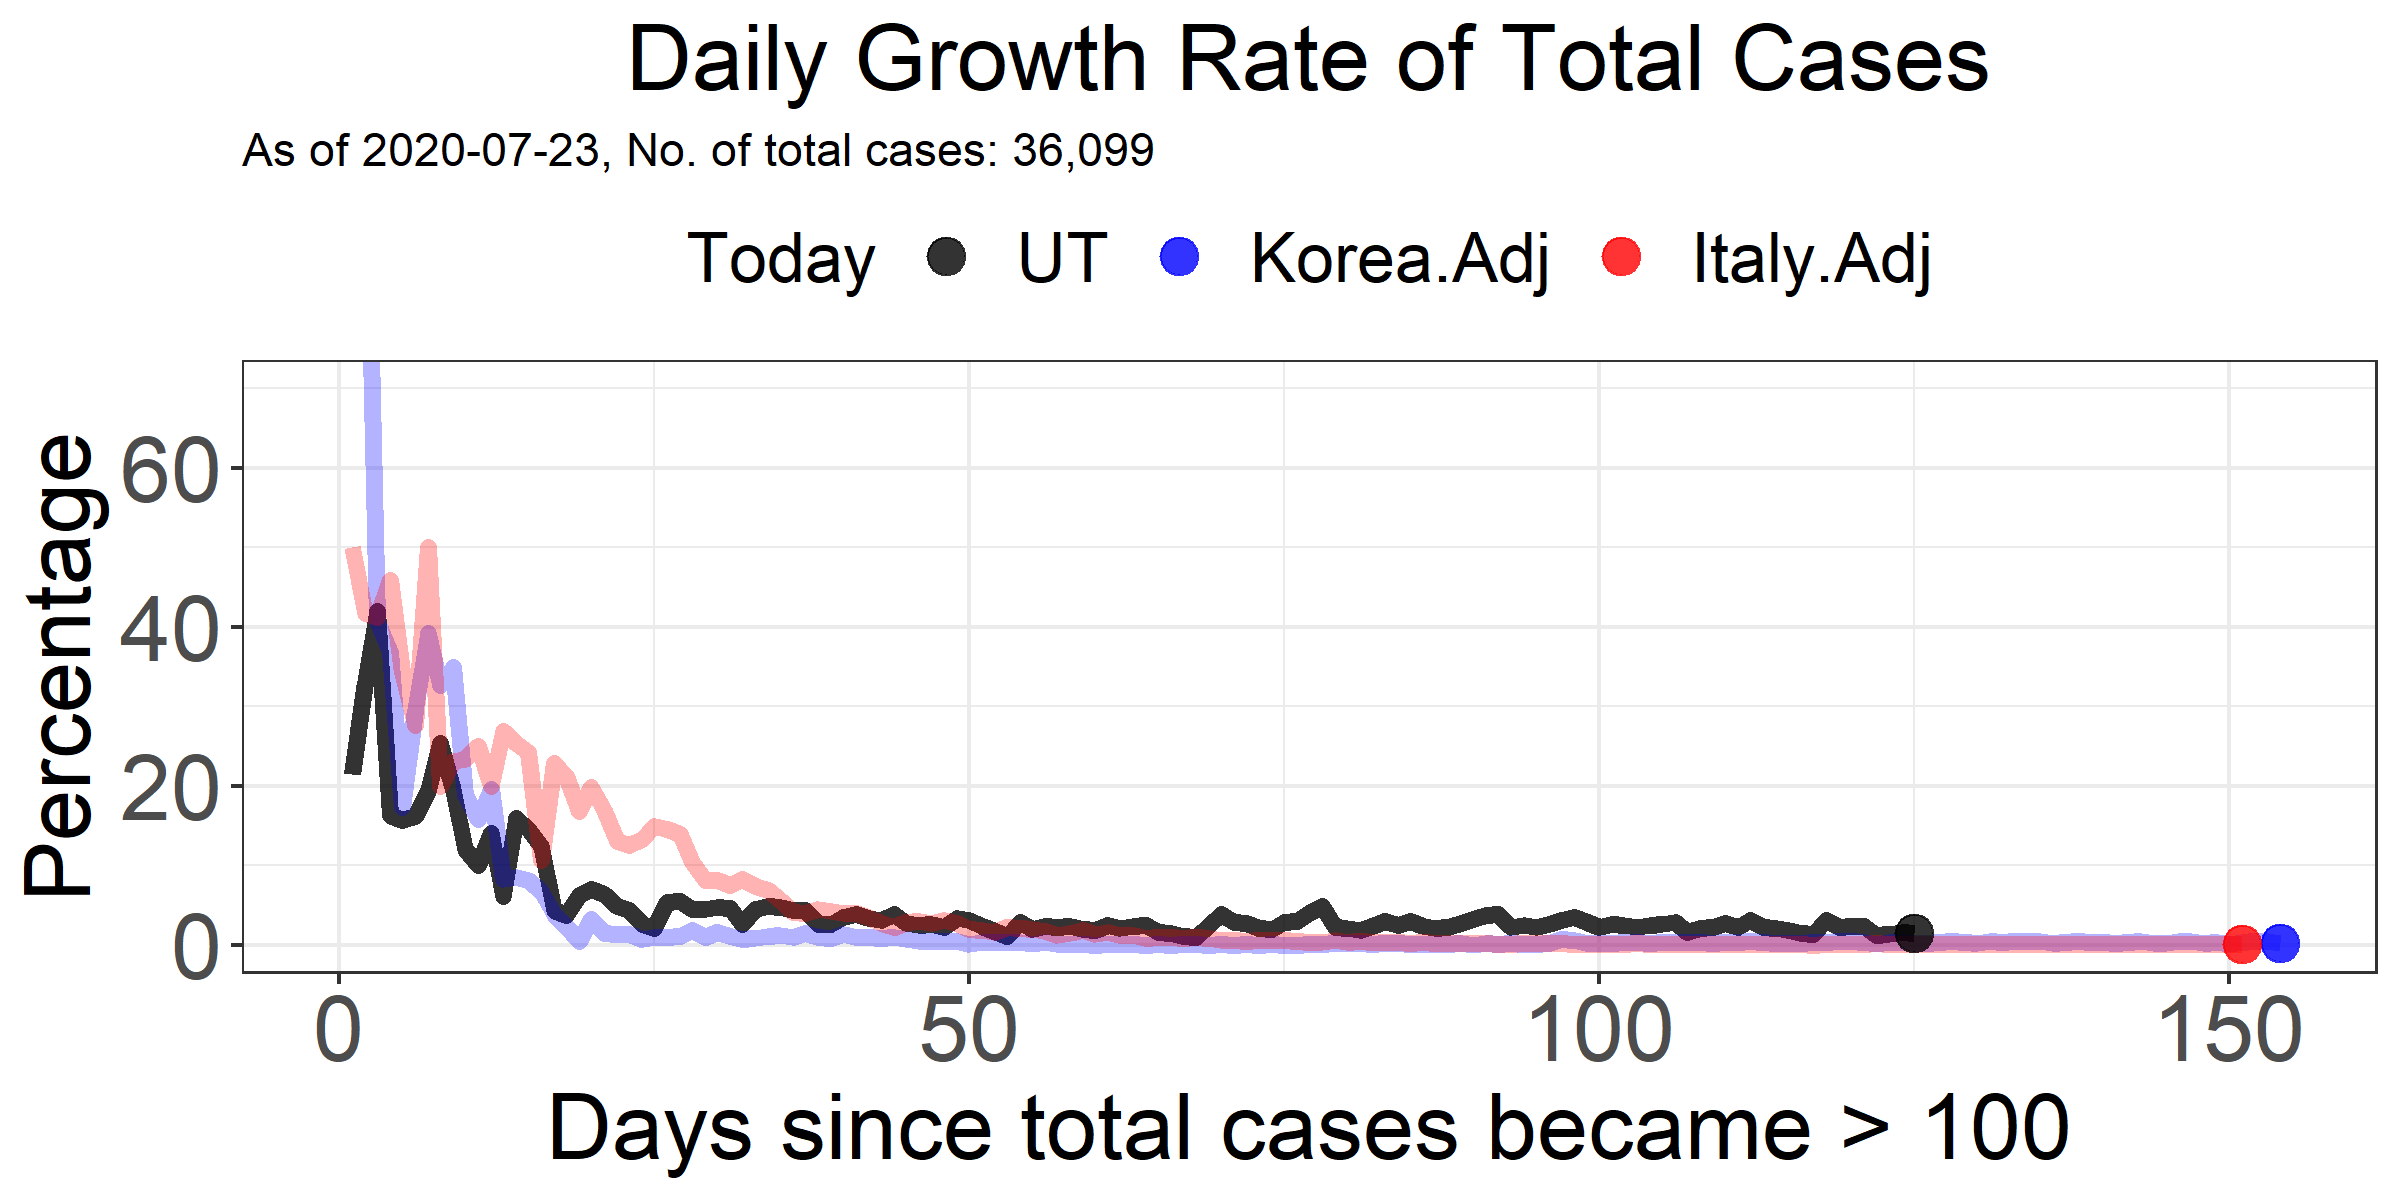 Daily Growth Rate of Total Cases
As of 2020-07-23, No. of total cases: 36,099
Today UT Korea.Adj Italy.Adj
Percentage
60
40
20
0
0 50 100 150
Days since total cases became > 100